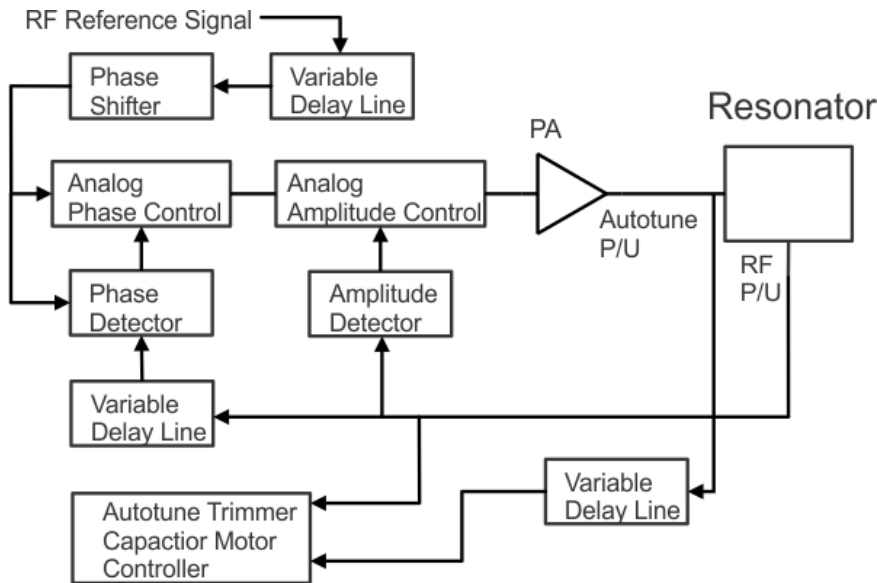 RF Reference Signal
Phase
Shifter
Variable
Delay Line
Resonator
PA
Analog
Phase Control
Analog
Amplitude Control
Autotune
P/U
RF
P/U
Phase
Detector
Amplitude
Detector
Variable
Delay Line
Variable
Delay Line
Autotune Trimmer
Capactior Motor
Controller